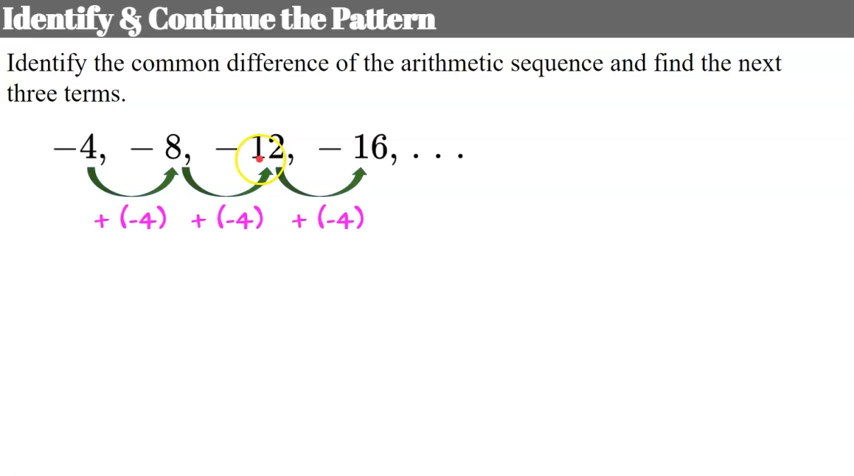 Identify & Continue the Pattern
Identify the common difference of the arithmetic sequence and find the next
three terms.
−4, − 8, − 12, − 16, . . .
+ (-4) + (-4) + (-4)